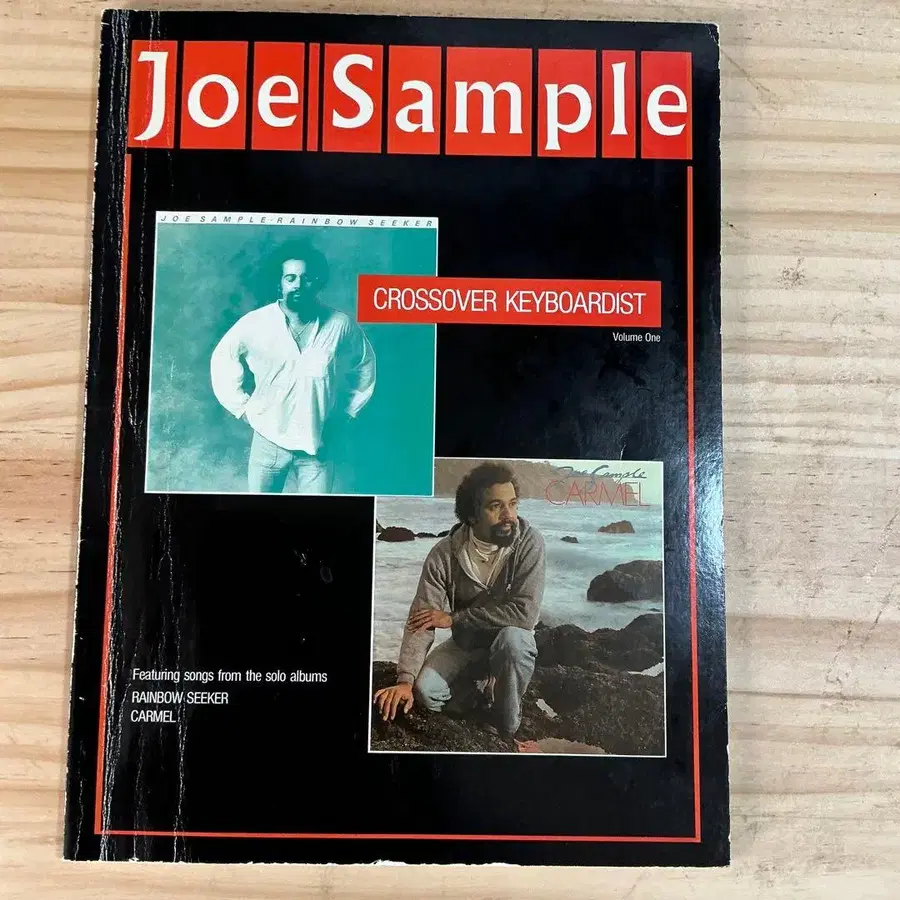 Joe Sample
JOE SAMPLE·RAINBOW SEEKER
CROSSOVER KEYBOARDIST
Volume One
Joe Sample
CARMEL
Featuring songs from the solo albums
RAINBOW SEEKER
CARMEL